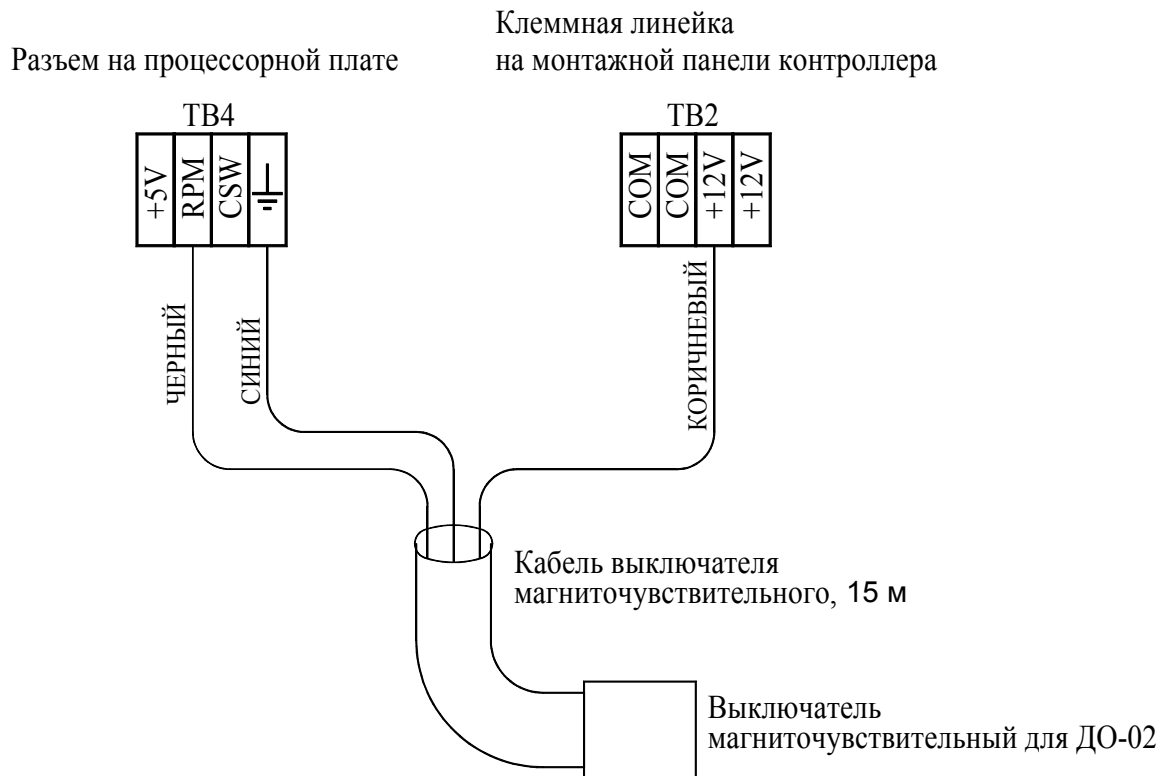 Клеммная линейка
на монтажной панели контроллера
Разъем на процессорной плате
TB4
TB2
+5V
RPM
CSW
COM
COM
+12V
+12V
ЧЕРНЫЙ
СИНИЙ
КОРИЧНЕВЫЙ
Кабель выключателя
магниточувствительного, 15 м
Выключатель
магниточувствительный для ДО-02